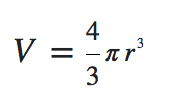 V = 4/3 π r³